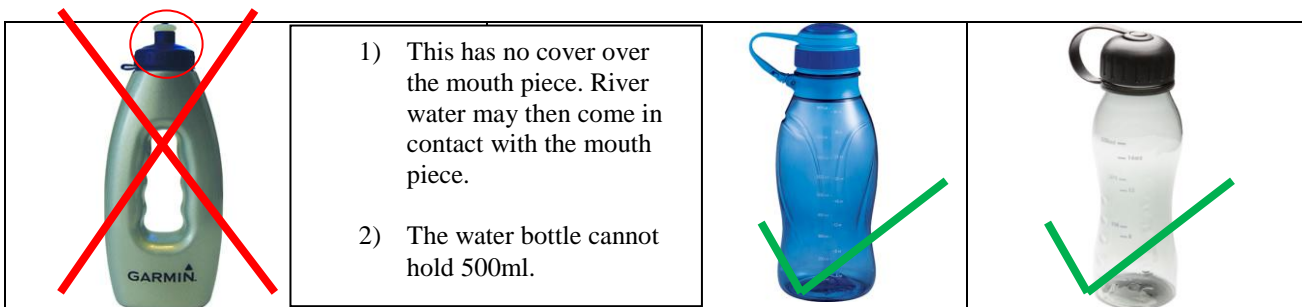 1) This has no cover over
the mouth piece. River
water may then come in
contact with the mouth
piece.
2) The water bottle cannot
hold 500ml.
GARMIN